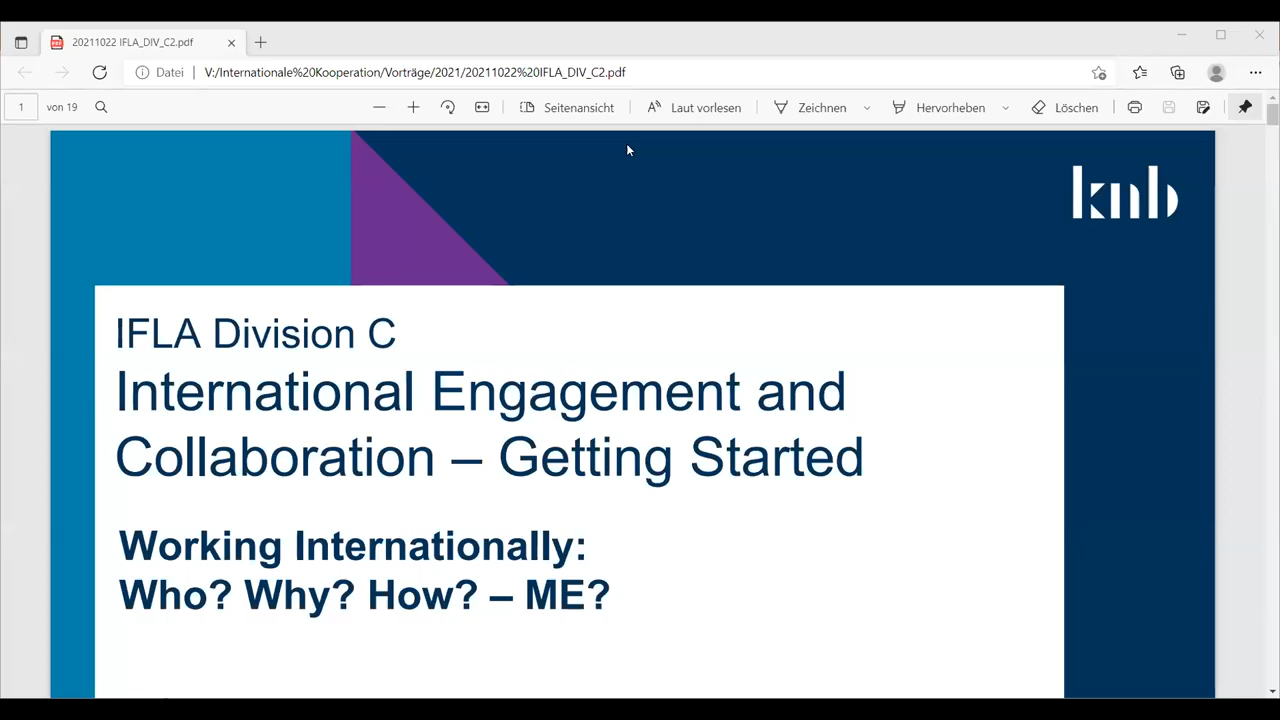 20211022 IFLA_DIV_C2.pdf
Datei V:/Internationale%20Kooperation/Vorträge/2021/20211022%20IFLA_DIV_C2.pdf
1 von 19 Seitenansicht Laut vorlesen Zeichnen Hervorheben Löschen
knb
IFLA Division C
International Engagement and
Collaboration – Getting Started
Working Internationally:
Who? Why? How? – ME?